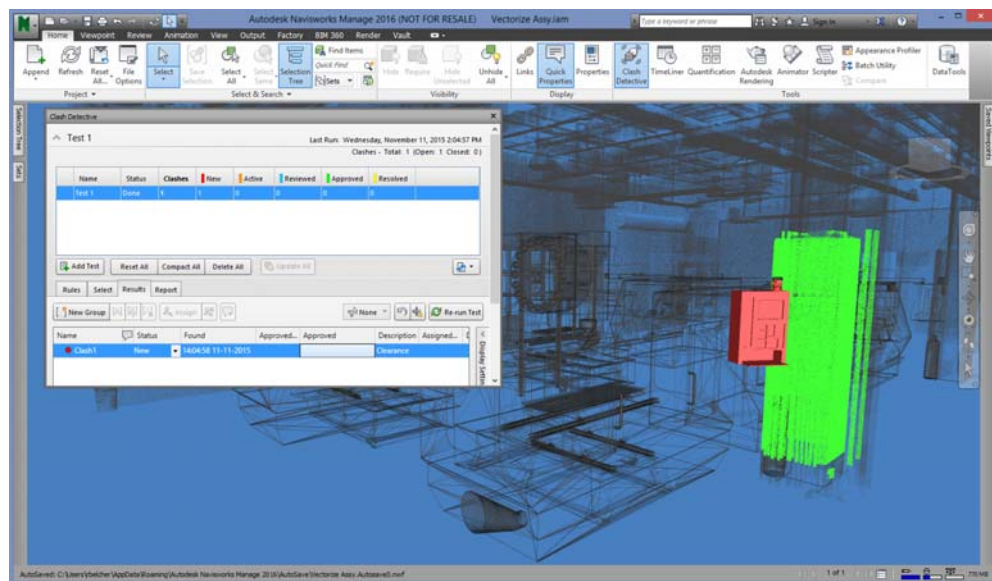 Autodesk Navisworks Manage 2016 (NOT FOR RESALE) Vectorize Assy.iam
Type a keyword or phrase
Sign In
Home Viewpoint Review Animation View Output Factory BIM 360 Render Vault
Append Refresh Reset All... File Options Select Save Selection Select All Select Same Selection Tree Find Items Quick Find Sets Hide Require Hide Unselected Unhide All Links Quick Properties Properties Clash Detective TimeLiner Quantification Autodesk Rendering Animator Scripter Appearance Profiler Batch Utility Compare DataTools
Project Select & Search Visibility Display Tools
Selection Tree
Sets
Saved Viewpoints
Clash Detective
Test 1
Last Run: Wednesday, November 11, 2015 2:04:57 PM
Clashes - Total: 1 (Open: 1 Closed: 0)
Name Status Clashes New Active Reviewed Approved Resolved
Test 1 Done 1 1 0 0 0 0
Add Test Reset All Compact All Delete All Update All
Rules Select Results Report
New Group Assign None Re-run Test
Name Status Found Approved... Approved Description Assigned...
Clash1 New 14:04:58 11-11-2015 Clearance
Display Settin
1 of 1